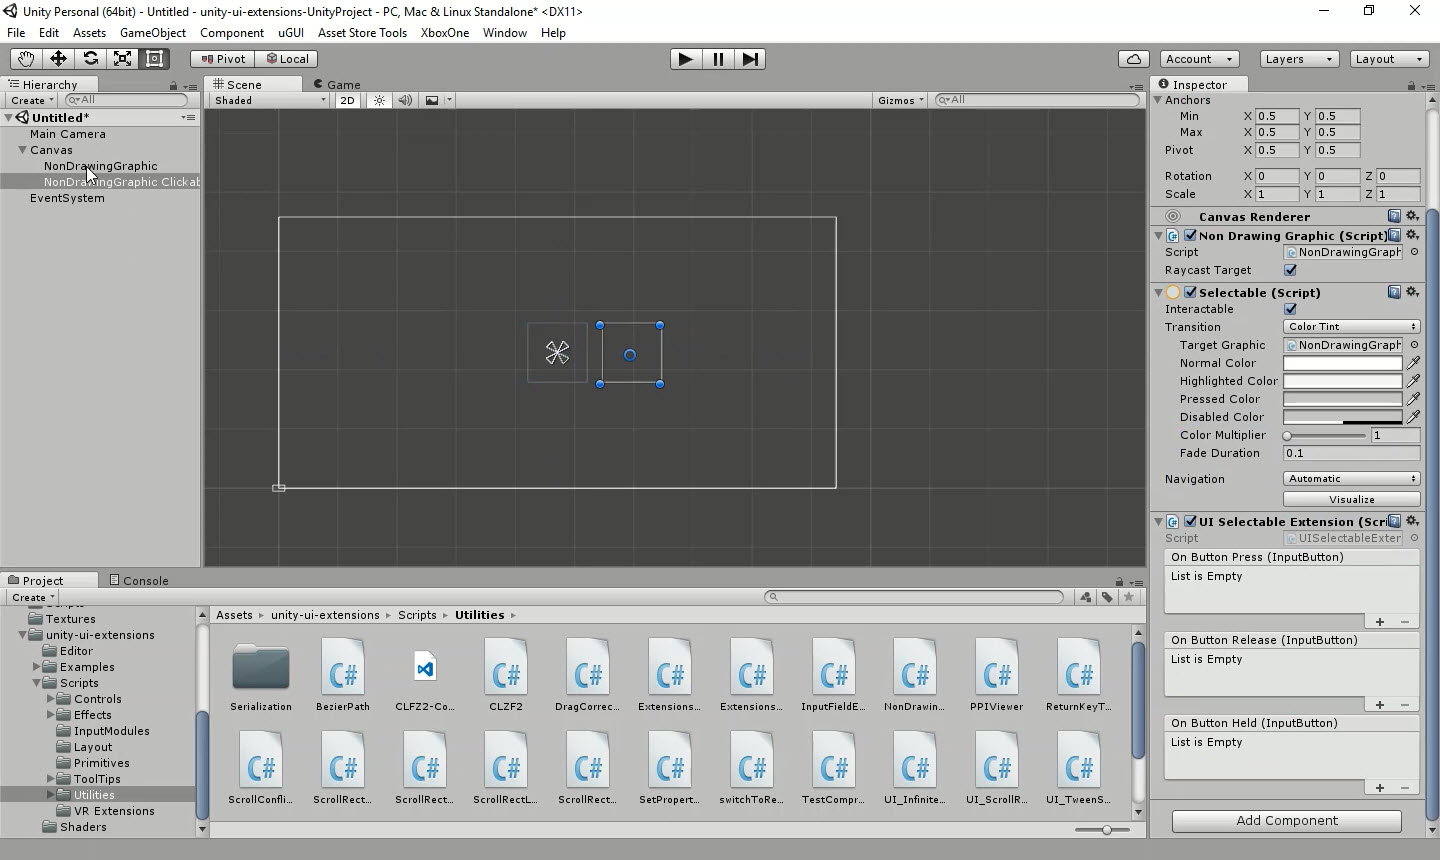 Unity Personal (64bit) - Untitled - unity-ui-extensions-UnityProject - PC, Mac & Linux Standalone* <DX11>
File Edit Assets GameObject Component uGUI Asset Store Tools XboxOne Window Help
Pivot Local Account Layers Layout
Hierarchy
Create All
Untitled*
Main Camera
Canvas
NonDrawingGraphic
NonDrawingGraphic Clickab
EventSystem
Scene Game
Shaded 2D Gizmos All
Inspector
Anchors
Min X 0.5 Y 0.5
Max X 0.5 Y 0.5
Pivot X 0.5 Y 0.5
Rotation X 0 Y 0 Z 0
Scale X 1 Y 1 Z 1
Canvas Renderer
Non Drawing Graphic (Script)
Script NonDrawingGraph
Raycast Target
Selectable (Script)
Interactable
Transition Color Tint
Target Graphic NonDrawingGraph
Normal Color
Highlighted Color
Pressed Color
Disabled Color
Color Multiplier 1
Fade Duration 0.1
Navigation Automatic
Visualize
UI Selectable Extension (Scri
Script UISelectableExter
On Button Press (InputButton)
List is Empty
+ −
On Button Release (InputButton)
List is Empty
+ −
On Button Held (InputButton)
List is Empty
+ −
Add Component
Project Console
Create
Textures
unity-ui-extensions
Editor
Examples
Scripts
Controls
Effects
InputModules
Layout
Primitives
ToolTips
Utilities
VR Extensions
Shaders
Assets unity-ui-extensions Scripts Utilities
C# C# C# C# C# C# C# C# C#
Serialization BezierPath CLFZ2-Co... CLZF2 DragCorrec... Extensions... Extensions... InputFieldE... NonDrawin... PPIViewer ReturnKeyT...
C# C# C# C# C# C# C# C# C# C# C#
ScrollConfli... ScrollRect... ScrollRect... ScrollRectL... ScrollRect... SetPropert... switchToRe... TestCompr... UI_Infinite... UI_ScrollR... UI_TweenS...